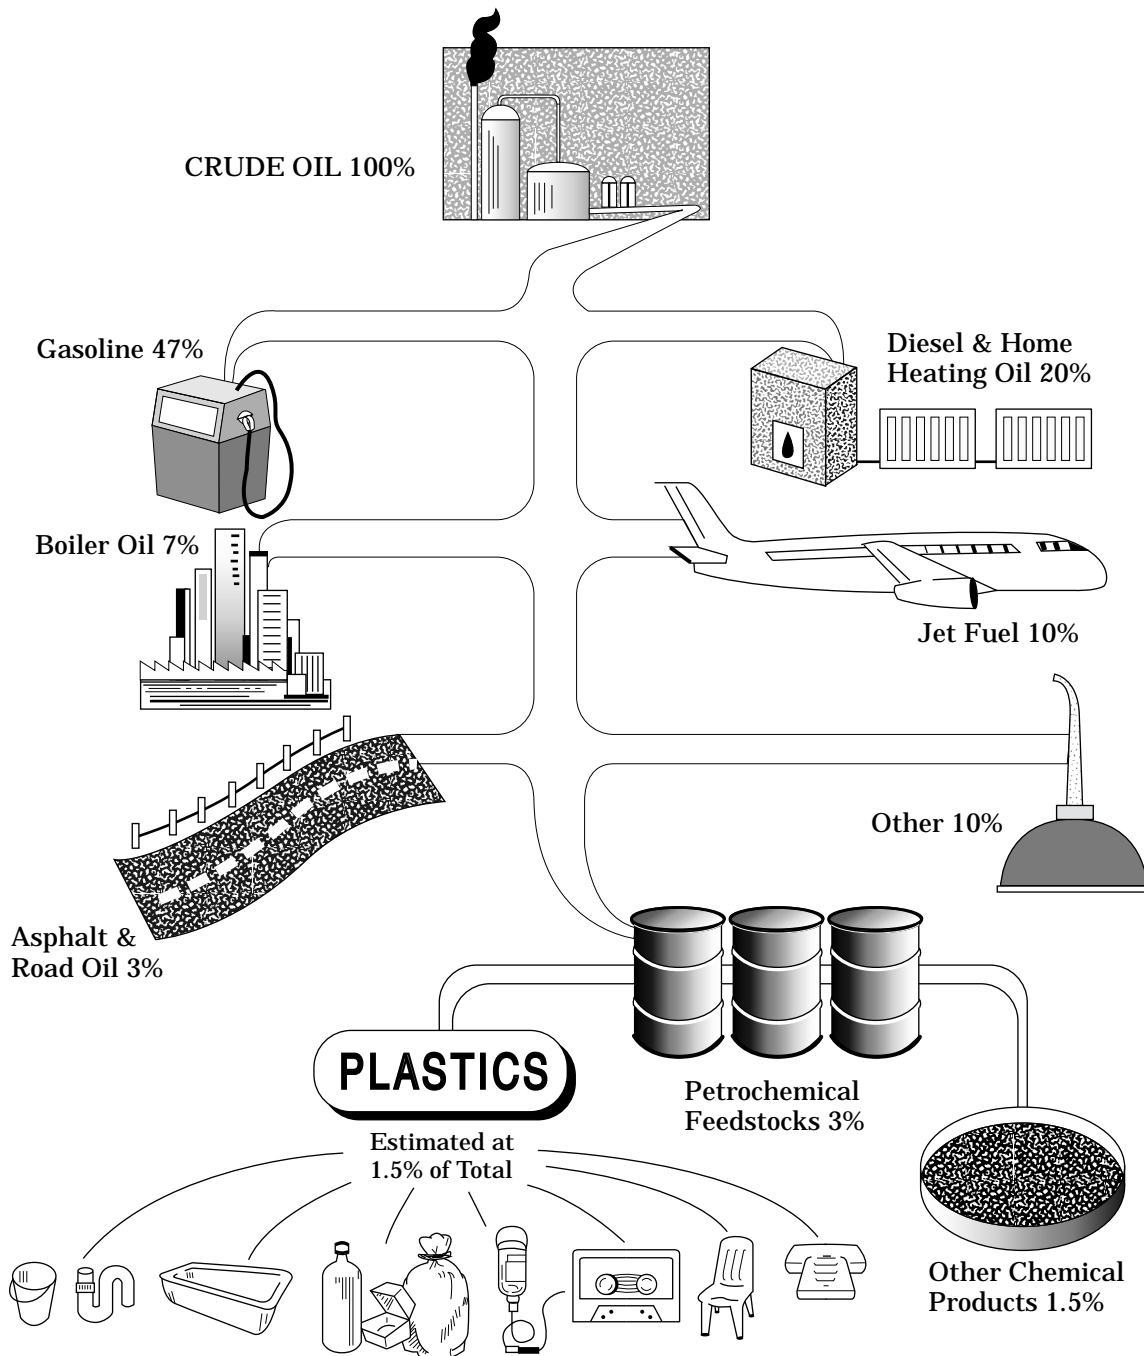 CRUDE OIL 100%
Gasoline 47%
Diesel & Home
Heating Oil 20%
Boiler Oil 7%
Jet Fuel 10%
Other 10%
Asphalt &
Road Oil 3%
PLASTICS
Petrochemical
Feedstocks 3%
Estimated at
1.5% of Total
Other Chemical
Products 1.5%